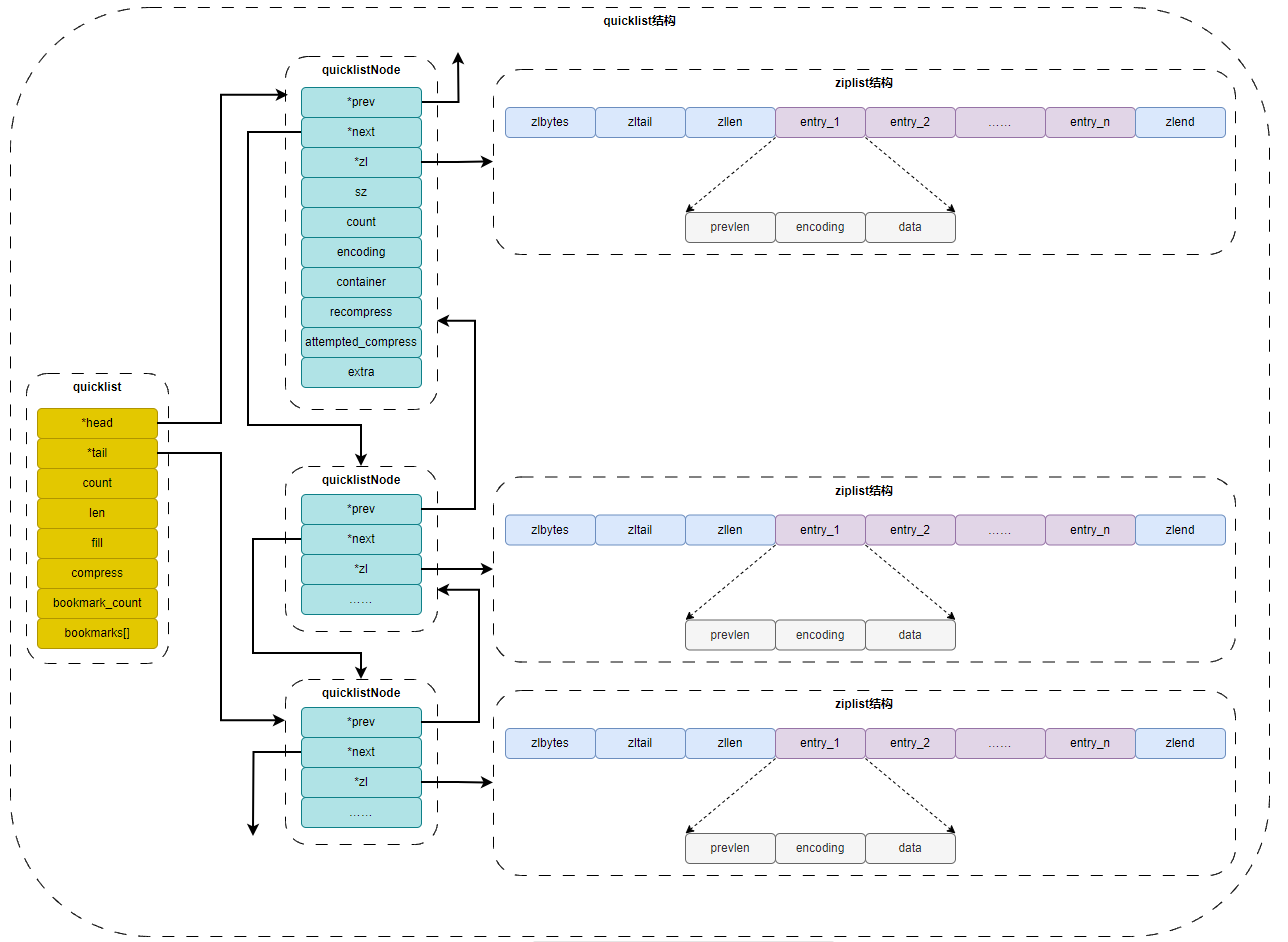 quicklist结构
quicklist
*head
*tail
count
len
fill
compress
bookmark_count
bookmarks[]
quicklistNode
*prev
*next
*zl
sz
count
encoding
container
recompress
attempted_compress
extra
ziplist结构
zlbytes zltail zllen entry_1 entry_2 …… entry_n zlend
prevlen encoding data
quicklistNode
*prev
*next
*zl
……
ziplist结构
zlbytes zltail zllen entry_1 entry_2 …… entry_n zlend
prevlen encoding data
quicklistNode
*prev
*next
*zl
……
ziplist结构
zlbytes zltail zllen entry_1 entry_2 …… entry_n zlend
prevlen encoding data